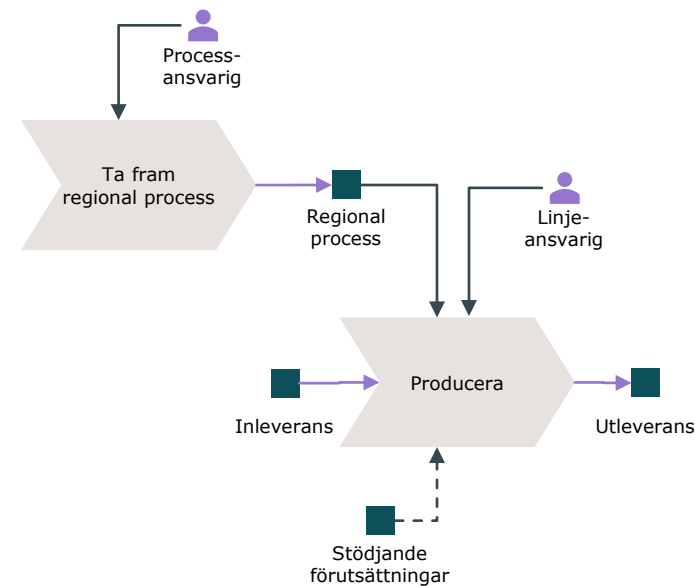 Process-
ansvarig
Ta fram
regional process
Regional
process
Linje-
ansvarig
Producera
Inleverans
Utleverans
Stödjande
förutsättningar